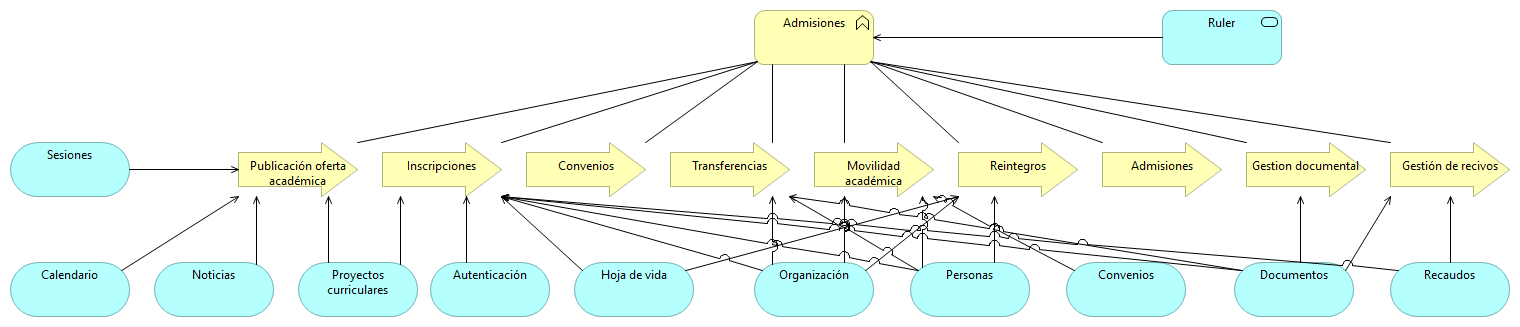 Admisiones
Ruler
Sesiones
Publicación oferta
académica
Inscripciones
Convenios
Transferencias
Movilidad
académica
Reintegros
Admisiones
Gestion documental
Gestión de recivos
Calendario
Noticias
Proyectos
curriculares
Autenticación
Hoja de vida
Organización
Personas
Convenios
Documentos
Recaudos